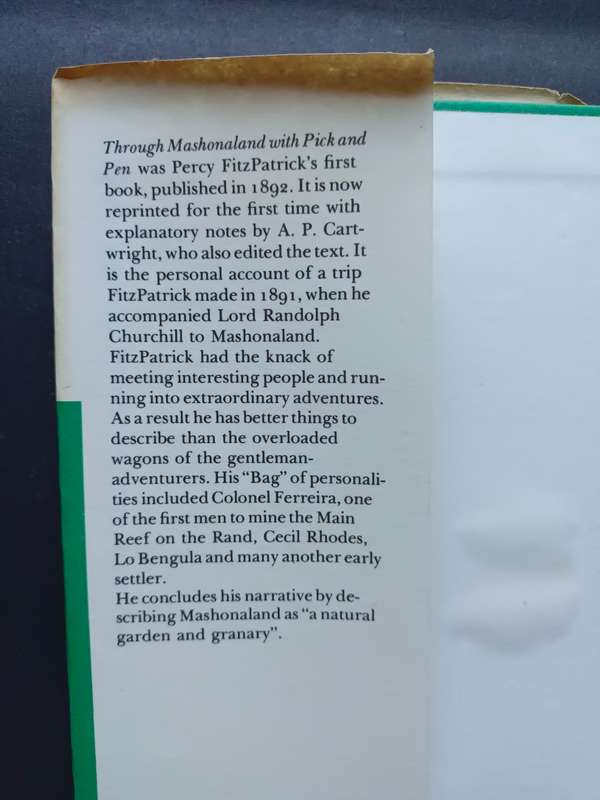 Through Mashonaland with Pick and
Pen was Percy FitzPatrick's first
book, published in 1892. It is now
reprinted for the first time with
explanatory notes by A. P. Cart-
wright, who also edited the text. It
is the personal account of a trip
FitzPatrick made in 1891, when he
accompanied Lord Randolph
Churchill to Mashonaland.
FitzPatrick had the knack of
meeting interesting people and run-
ning into extraordinary adventures.
As a result he has better things to
describe than the overloaded
wagons of the gentleman-
adventurers. His "Bag" of personali-
ties included Colonel Ferreira, one
of the first men to mine the Main
Reef on the Rand, Cecil Rhodes,
Lo Bengula and many another early
settler.
He concludes his narrative by de-
scribing Mashonaland as "a natural
garden and granary".